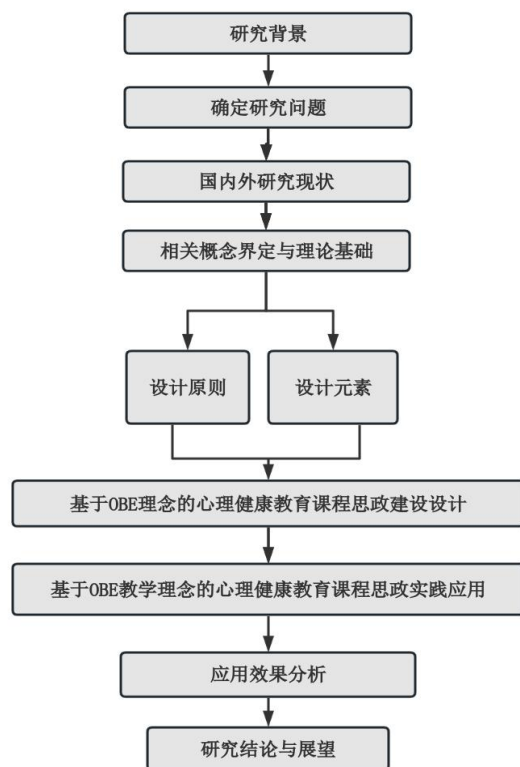 研究背景
确定研究问题
国内外研究现状
相关概念界定与理论基础
设计原则
设计元素
基于OBE理念的心理健康教育课程思政建设设计
基于OBE教学理念的心理健康教育课程思政实践应用
应用效果分析
研究结论与展望